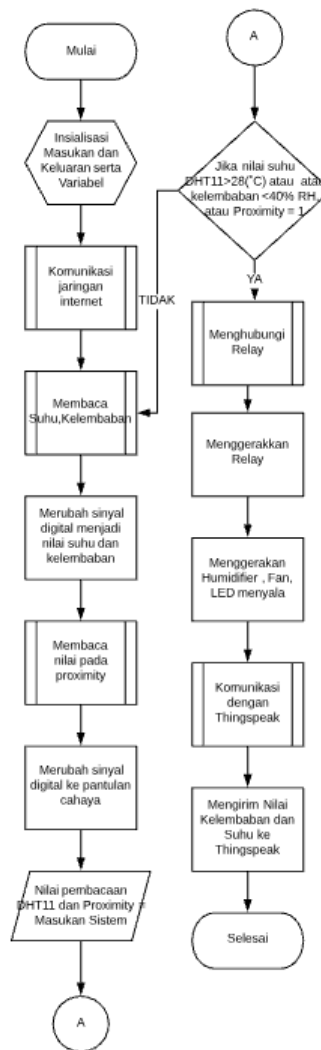 Mulai
Insialisasi
Masukan dan
Keluaran serta
Variabel
Komunikasi
jaringan
internet
Membaca
Suhu,Kelembaban
Merubah sinyal
digital menjadi
nilai suhu dan
kelembaban
Membaca
nilai pada
proximity
Merubah sinyal
digital ke pantulan
cahaya
Nilai pembacaan
DHT11 dan Proximity =
Masukan Sistem
A
A
Jika nilai suhu
DHT11>28(°C) atau atau
kelembaban <40% RH,
atau Proximity = 1
TIDAK
YA
Menghubungi
Relay
Menggerakkan
Relay
Menggerakan
Humidifier , Fan,
LED menyala
Komunikasi
dengan
Thingspeak
Mengirim Nilai
Kelembaban dan
Suhu ke
Thingspeak
Selesai